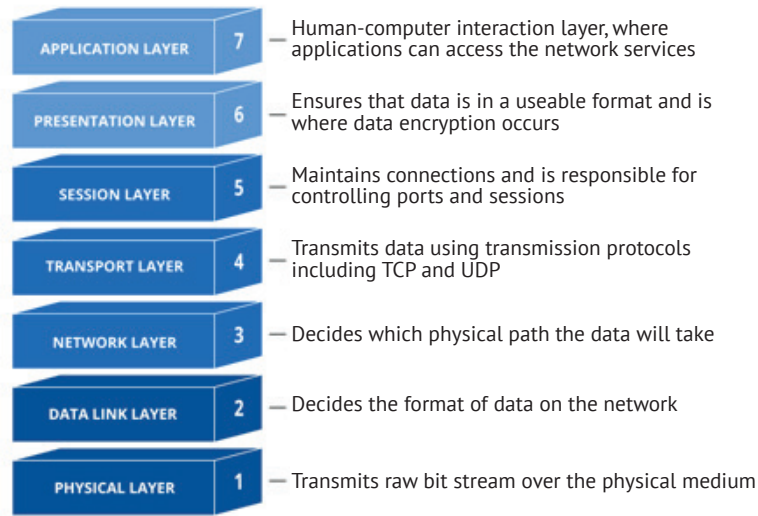 APPLICATION LAYER 7
Human-computer interaction layer, where
applications can access the network services
PRESENTATION LAYER 6
Ensures that data is in a useable format and is
where data encryption occurs
SESSION LAYER 5
Maintains connections and is responsible for
controlling ports and sessions
TRANSPORT LAYER 4
Transmits data using transmission protocols
including TCP and UDP
NETWORK LAYER 3
Decides which physical path the data will take
DATA LINK LAYER 2
Decides the format of data on the network
PHYSICAL LAYER 1
Transmits raw bit stream over the physical medium